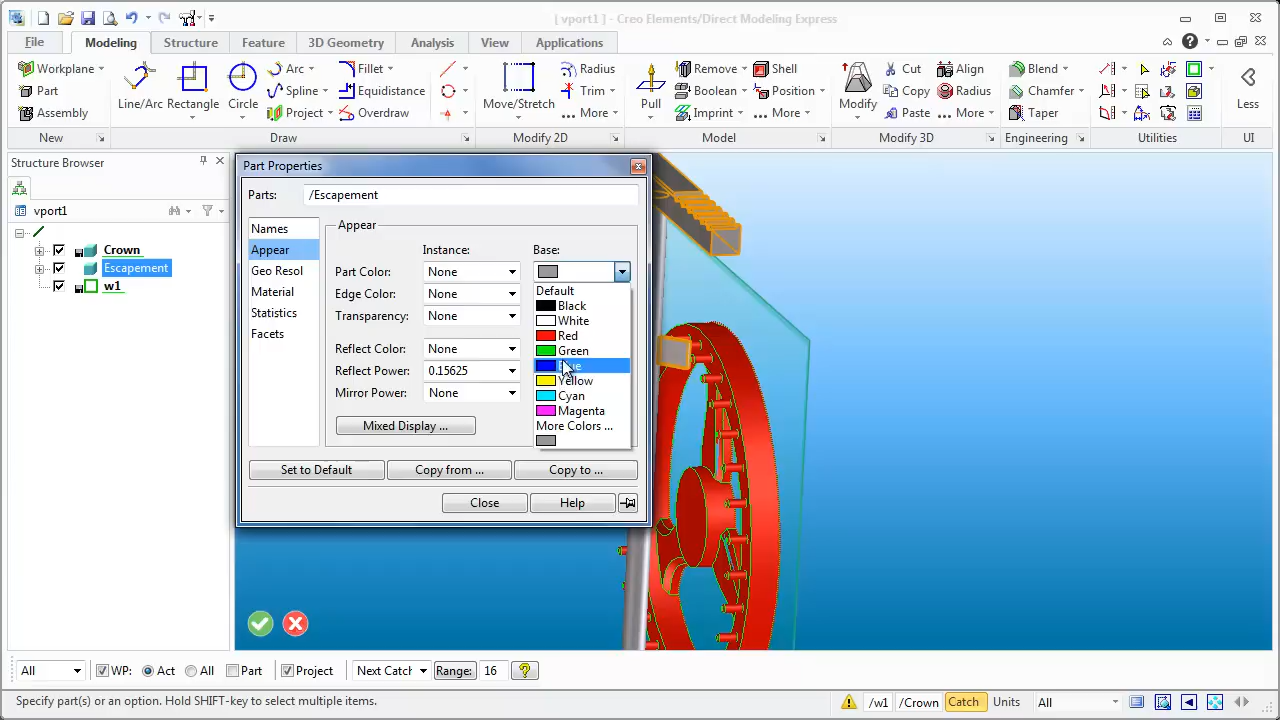 [ vport1 ] - Creo Elements/Direct Modeling Express
File Modeling Structure Feature 3D Geometry Analysis View Applications
Workplane Line/Arc Rectangle Circle Arc Fillet Move/Stretch Radius Pull Remove Shell Modify Cut Align Blend Less
Part Spline Equidistance Trim Boolean Position Copy Radius Chamfer
Assembly Project Overdraw More ... Imprint More ... Paste More ... Taper
New Draw Modify 2D Model Modify 3D Engineering Utilities UI
Structure Browser
vport1
Crown
Escapement
w1
Part Properties
Parts: /Escapement
Names
Appear
Geo Resol
Material
Statistics
Facets
Appear
Instance: Base:
Part Color: None
Edge Color: None
Transparency: None
Reflect Color: None
Reflect Power: 0.15625
Mirror Power: None
Mixed Display ...
Default
Black
White
Red
Green
Yellow
Cyan
Magenta
More Colors ...
Set to Default Copy from ... Copy to ...
Close Help
All WP: Act All Part Project Next Catch Range: 16 ?
Specify part(s) or an option. Hold SHIFT-key to select multiple items. /w1 /Crown Catch Units All